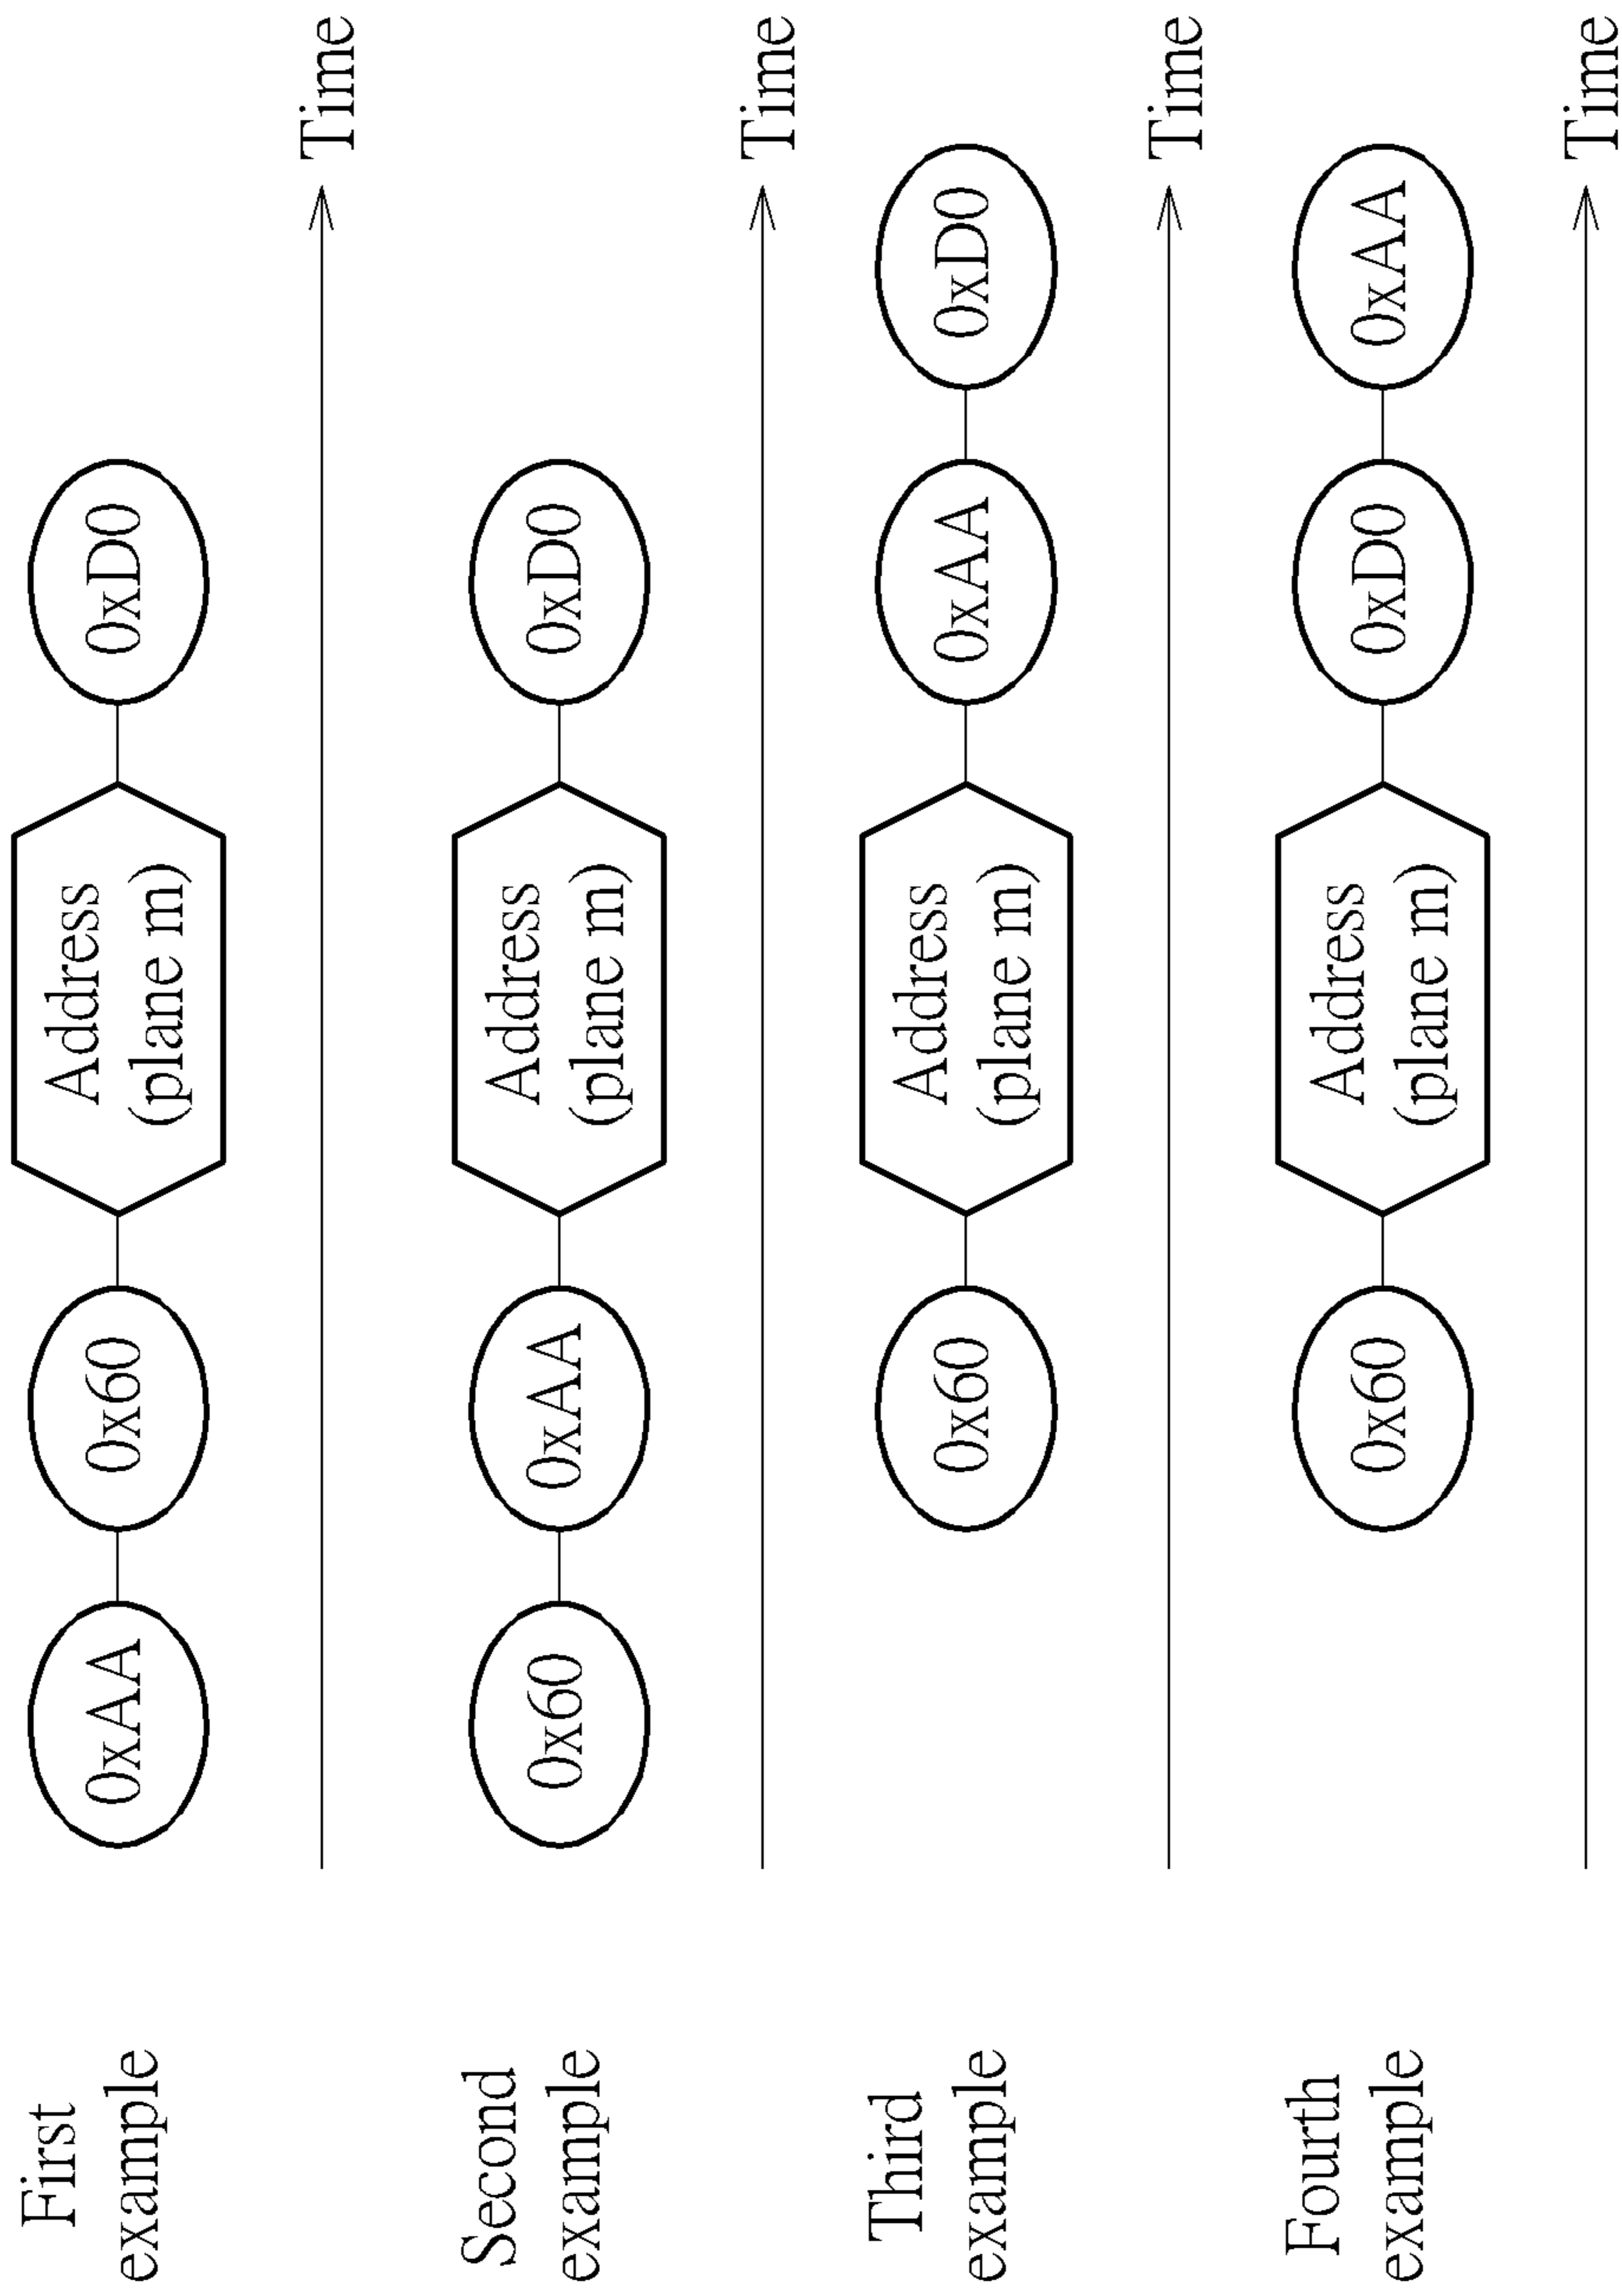 First
example
0xAA
0x60
Address
(plane m)
0xD0
Time
Second
example
0x60
0xAA
Address
(plane m)
0xD0
Time
Third
example
0x60
Address
(plane m)
0xAA
0xD0
Time
Fourth
example
0x60
Address
(plane m)
0xD0
0xAA
Time